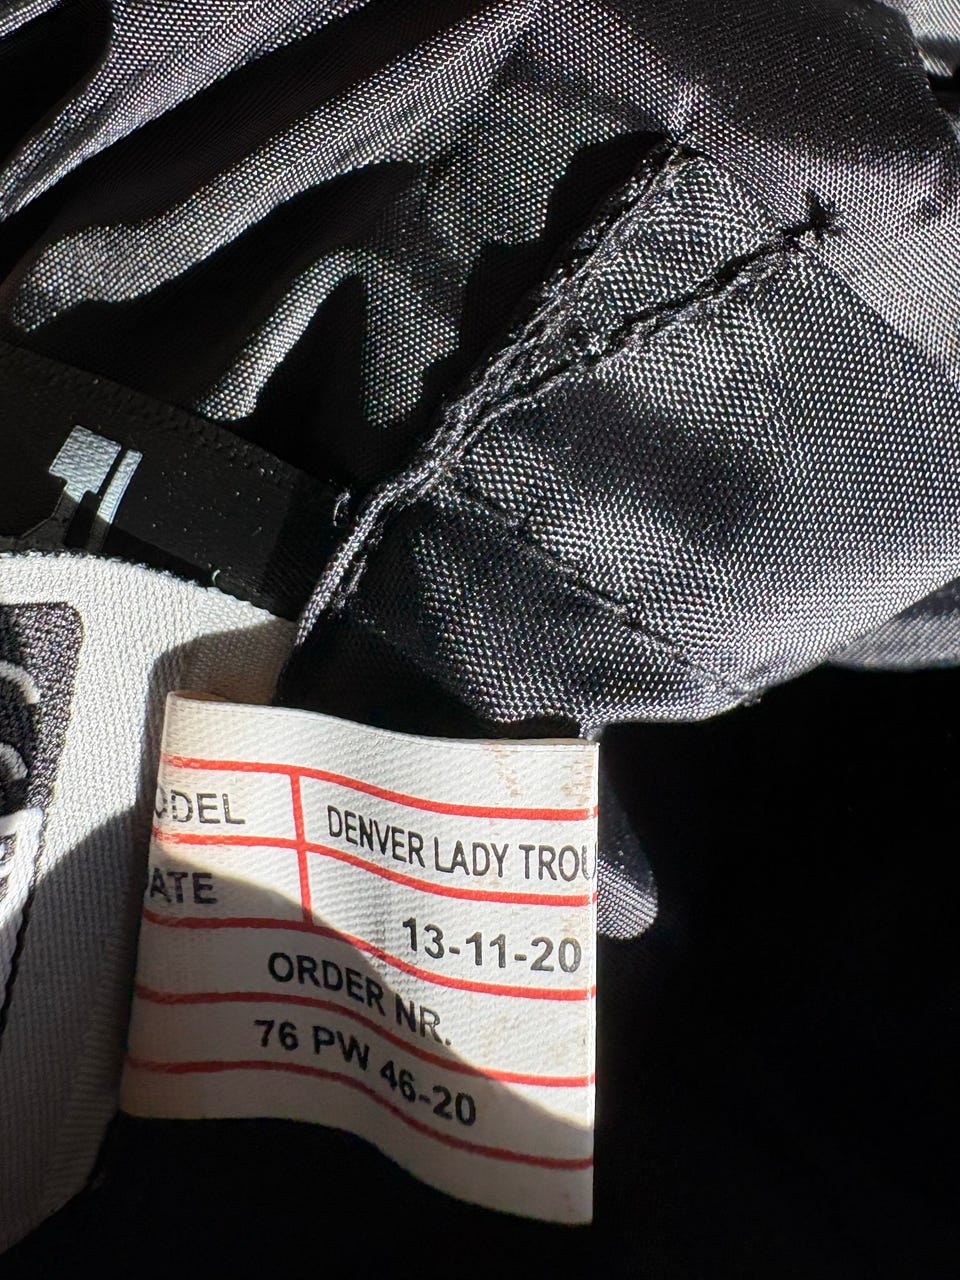 ODEL
DENVER LADY TROU
ATE
13-11-20
ORDER NR.
76 PW 46-20